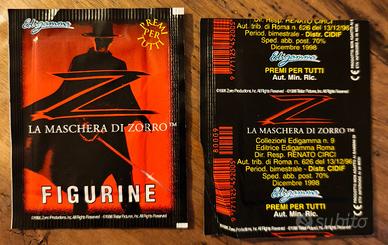 Edigamma
PREMI
PER
TUTTI
Z
LA MASCHERA DI ZORRO™
FIGURINE
Dir. Resp. RENATO CIRCI
Aut. trib. di Roma n. 626 del 13/12/96
Period. bimestrale - Distr. CIDIF
Sped. abb. post. 70%
Dicembre 1998
Edigamma
PREMI PER TUTTI
Aut. Min. Ric.
Z
LA MASCHERA DI ZORRO™
80009
Collezioni Edigamma n. 9
Editrice Edigamma Roma
Dir. Resp. RENATO CIRCI
Aut. trib. di Roma n. 626 del 13/12/96
Period. bimestrale - Distr. CIDIF
Sped. abb. post. 70%
Dicembre 1998
Edigamma
PREMI PER TUTTI
Aut. Min. Ric.
subito